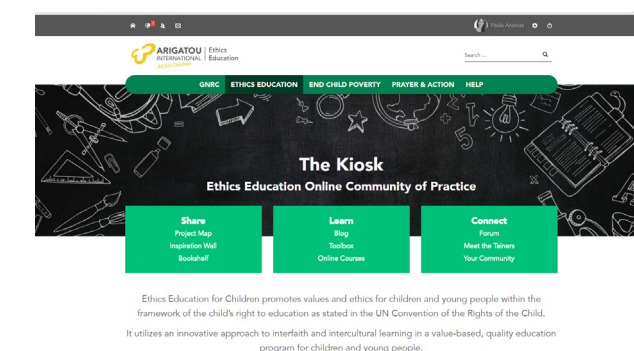 Paula Ananias
ARIGATOU
INTERNATIONAL
All for Children
Ethics
Education
Search ...
GNRC ETHICS EDUCATION END CHILD POVERTY PRAYER & ACTION HELP
The Kiosk
Ethics Education Online Community of Practice
Share
Project Map
Inspiration Wall
Bookshelf
Learn
Blog
Toolbox
Online Courses
Connect
Forum
Meet the Tainers
Your Community
Ethics Education for Children promotes values and ethics for children and young people within the
framework of the child's right to education as stated in the UN Convention of the Rights of the Child.
It utilizes an innovative approach to interfaith and intercultural learning in a value-based, quality education
program for children and young people.